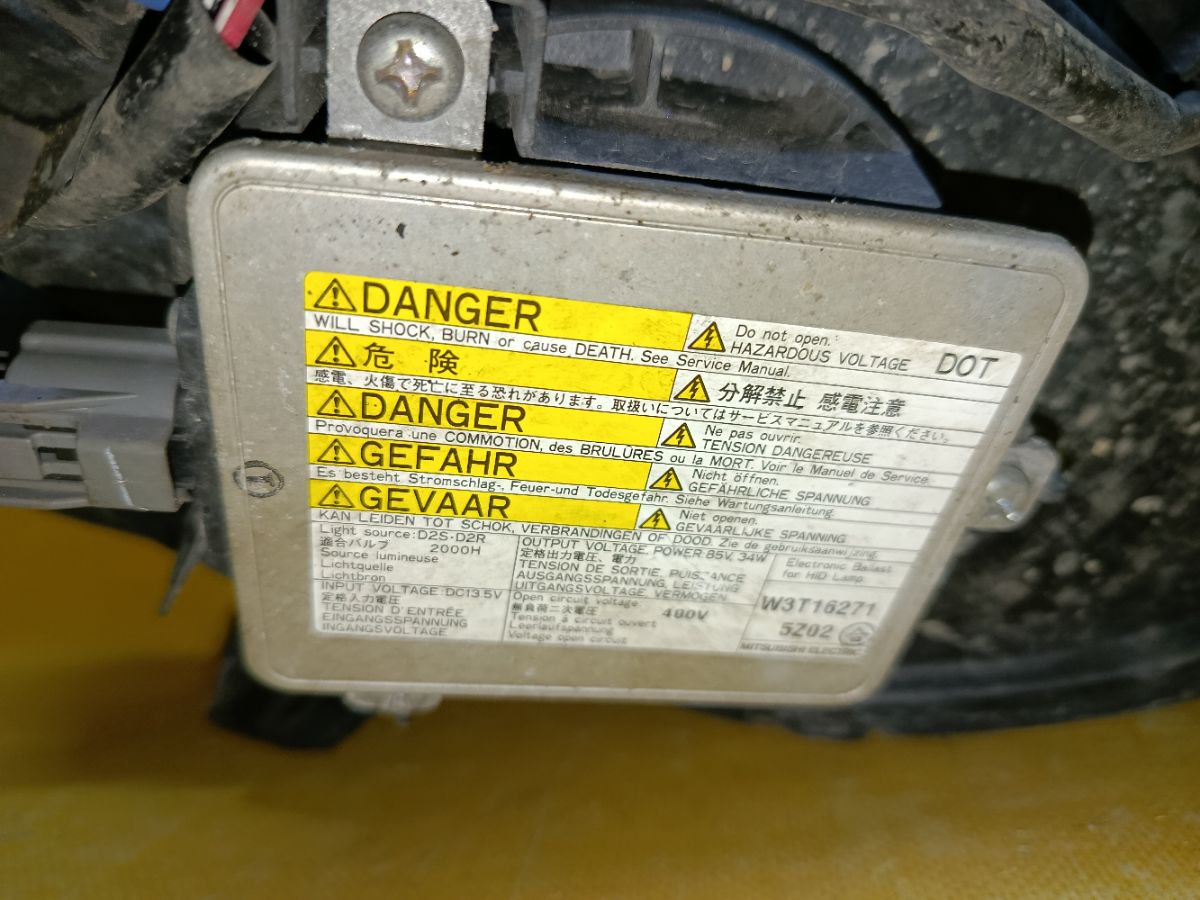 DANGER
WILL SHOCK, BURN or cause DEATH. See Service Manual.
Do not open.
HAZARDOUS VOLTAGE
DOT
危険
感電、火傷で死亡に至る恐れがあります。取扱いについてはサービスマニュアルを参照ください。
分解禁止 感電注意
DANGER
Provoquera une COMMOTION, des BRULURES ou la MORT. Voir le Manuel de Service.
Ne pas ouvrir.
TENSION DANGEREUSE
GEFAHR
Es besteht Stromschlag-, Feuer-und Todesgefahr. Siehe Wartungsanleitung.
Nicht öffnen.
GEFÄHRLICHE SPANNUNG
GEVAAR
KAN LEIDEN TOT SCHOK, VERBRANDINGEN OF DOOD. Zie de gebruiksaanwijzing.
Niet openen.
GEVAARLIJKE SPANNING
Light source:D2S·D2R
適合バルブ 2000H
Source lumineuse
Lichtquelle
Lichtbron
INPUT VOLTAGE:DC13.5V
定格入力電圧
TENSION D'ENTRÉE
EINGANGSSPANNUNG
INGANGSVOLTAGE
OUTPUT VOLTAGE, POWER 85V, 34W
定格出力電圧、電力
TENSION DE SORTIE, PUISSANCE
AUSGANGSSPANNUNG, LEISTUNG
UITGANGSVOLTAGE, VERMOGEN
Open circuit voltage
無負荷二次電圧 400V
Tension à circuit ouvert
Leerlaufspannung
Voltage open circuit
Electronic Ballast
for HID Lamp
W3T16271
5Z02
MITSUBISHI ELECTRIC